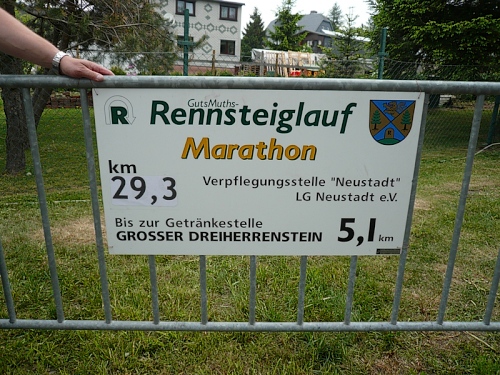 GutsMuths-
R Rennsteiglauf
Marathon
km
29,3
Verpflegungsstelle "Neustadt"
LG Neustadt e.V.
Bis zur Getränkestelle
GROSSER DREIHERRENSTEIN 5,1 km